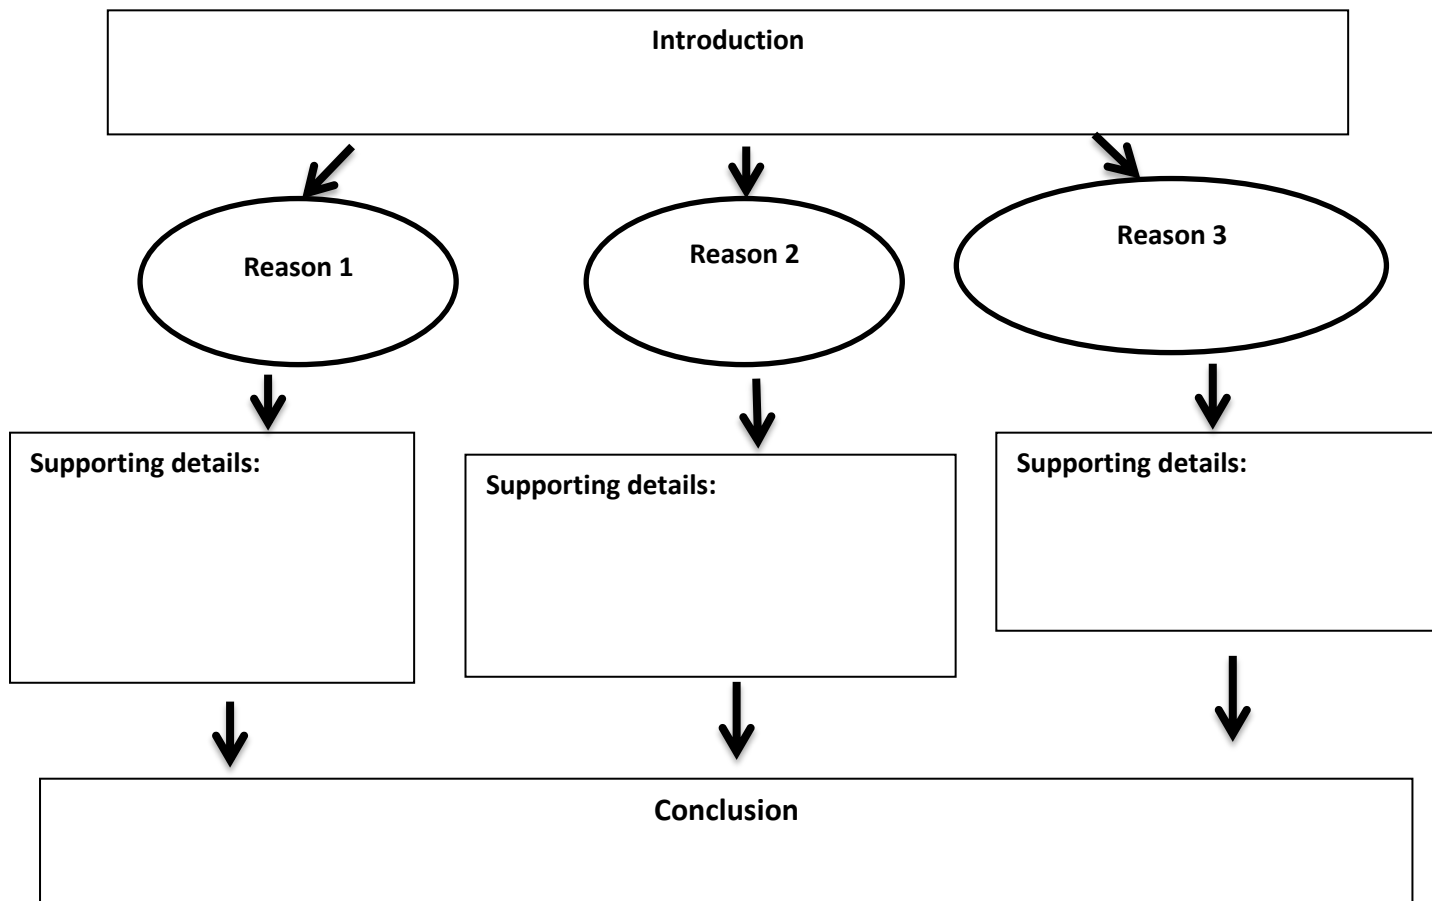 Introduction
Reason 1
Reason 2
Reason 3
Supporting details:
Supporting details:
Supporting details:
Conclusion